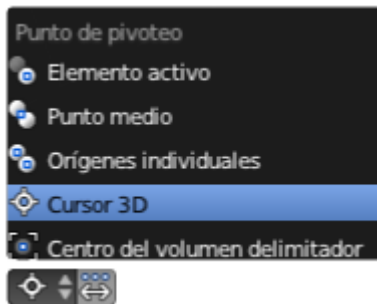 Punto de pivoteo
Elemento activo
Punto medio
Orígenes individuales
Cursor 3D
Centro del volumen delimitador